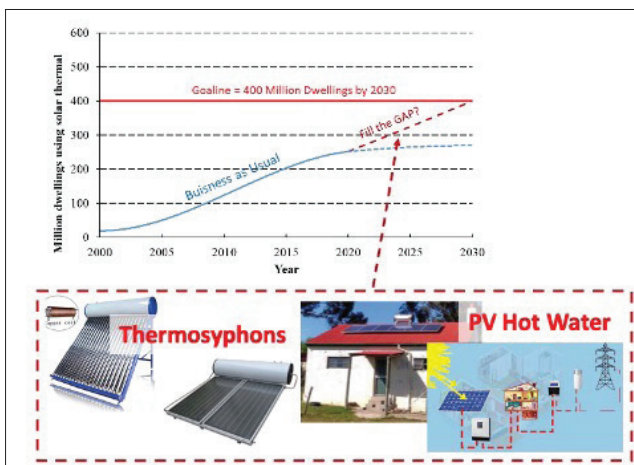 600
500
400
300
200
100
0
Million dwellings using solar thermal
Goaline = 400 Million Dwellings by 2030
Fill the GAP?
Buisness as Usual
2000 2005 2010 2015 2020 2025 2030
Year
Thermosyphons
PV Hot Water